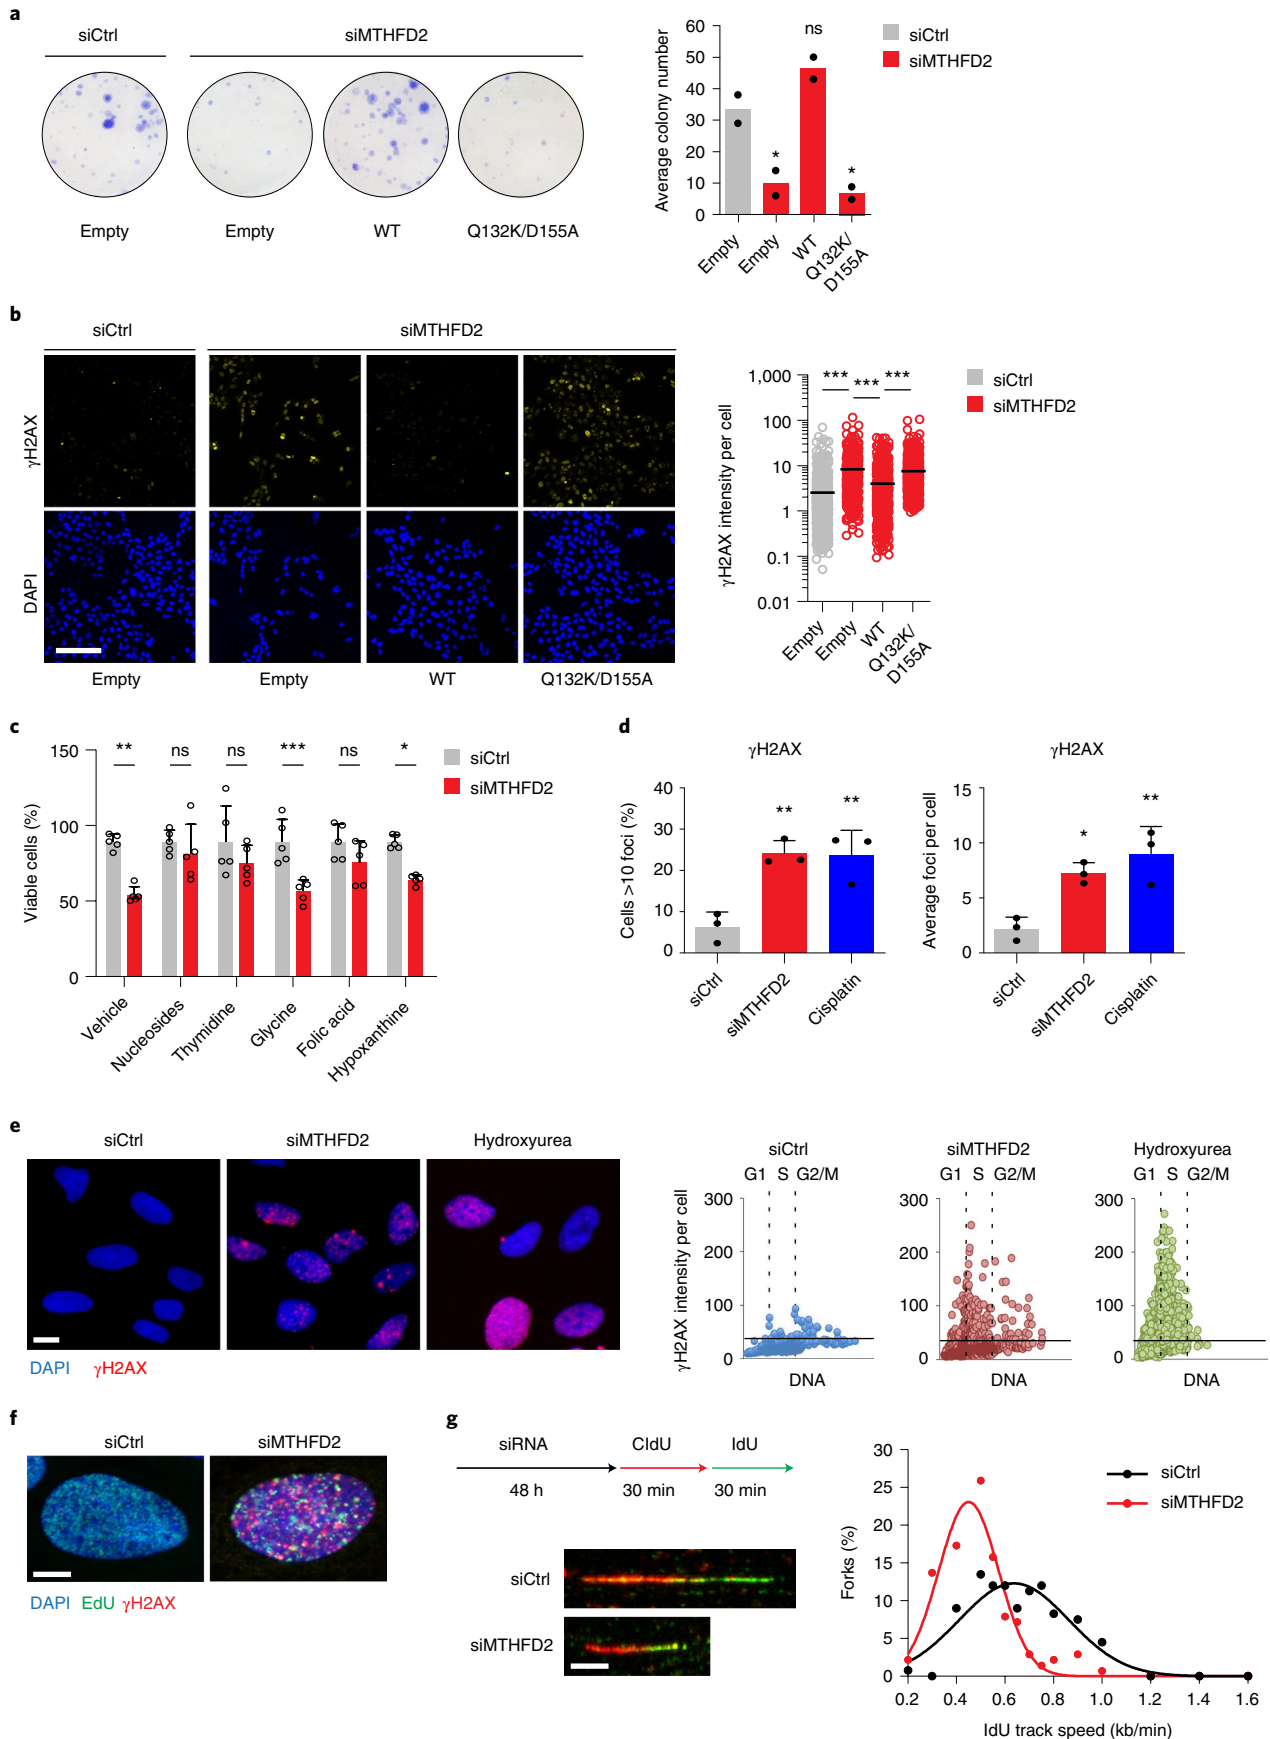 a
siCtrl
siMTHFD2
Empty
Empty
WT
Q132K/D155A
Average colony number
60
50
40
30
20
10
0
ns
*
*
Empty
Empty
WT
Q132K/
D155A
siCtrl
siMTHFD2
b
siCtrl
siMTHFD2
γH2AX
DAPI
Empty
Empty
WT
Q132K/D155A
γH2AX intensity per cell
1,000
100
10
1
0.1
0.01
***
***
***
Empty
Empty
WT
Q132K/
D155A
siCtrl
siMTHFD2
c
Viable cells (%)
150
100
50
0
**
ns
ns
***
ns
*
Vehicle
Nucleosides
Thymidine
Glycine
Folic acid
Hypoxanthine
siCtrl
siMTHFD2
d
γH2AX
Cells >10 foci (%)
40
30
20
10
0
**
**
siCtrl
siMTHFD2
Cisplatin
γH2AX
Average foci per cell
15
10
5
0
*
**
siCtrl
siMTHFD2
Cisplatin
e
siCtrl
siMTHFD2
Hydroxyurea
DAPI γH2AX
γH2AX intensity per cell
siCtrl
G1 S G2/M
300
200
100
0
DNA
siMTHFD2
G1 S G2/M
300
200
100
0
DNA
Hydroxyurea
G1 S G2/M
300
200
100
0
DNA
f
siCtrl
siMTHFD2
DAPI EdU γH2AX
g
siRNA
CldU
IdU
48 h
30 min
30 min
siCtrl
siMTHFD2
Forks (%)
30
25
20
15
10
5
0
0.2
0.4
0.6
0.8
1.0
1.2
1.4
1.6
IdU track speed (kb/min)
siCtrl
siMTHFD2